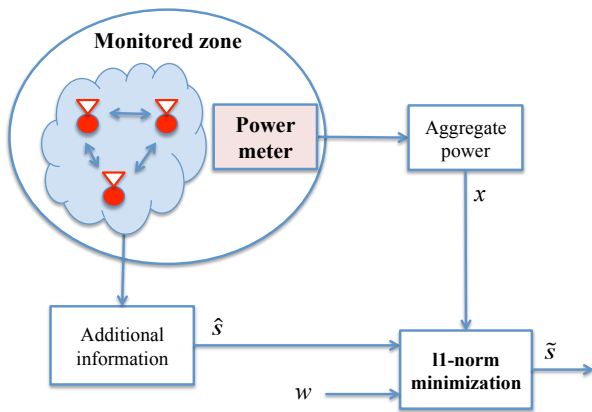 Monitored zone
Power
meter
Aggregate
power
x
Additional
information
ŝ
l1-norm
minimization
s̃
w